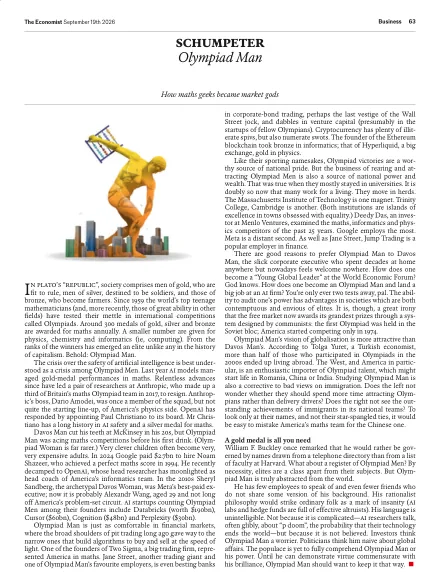 The Economist September 19th 2026
Business 63
SCHUMPETER
Olympiad Man
How maths geeks became market gods
IN PLATO'S "REPUBLIC", society comprises men of gold, who are
fit to rule; men of silver, destined to be soldiers, and those of
bronze, who become farmers. Since 1959 the world's top teenage
mathematicians (and, more recently, those of great ability in other
fields) have tested their mettle in international competitions
called Olympiads. Around 300 medals of gold, silver and bronze
are awarded for maths annually. A smaller number are given for
physics, chemistry and informatics (ie, computing). From the
ranks of the winners has emerged an elite unlike any in the history
of capitalism. Behold: Olympiad Man.
The crisis over the safety of artificial intelligence is best under-
stood as a crisis among Olympiad Men. Last year AI models man-
aged gold-medal performances in maths. Relentless advances
since have led a pair of researchers at Anthropic, who made up a
third of Britain's maths Olympiad team in 2017, to resign. Anthrop-
ic's boss, Dario Amodei, was once a member of the squad, but not
quite the starting line-up, of America's physics side. OpenAI has
responded by appointing Paul Christiano to its board. Mr Chris-
tiano has a long history in AI safety and a silver medal for maths.
Davos Man cut his teeth at McKinsey in his 20s, but Olympiad
Man was acing maths competitions before his first drink. (Olym-
piad Woman is far rarer.) Very clever children often become very,
very expensive adults. In 2024 Google paid $2.7bn to hire Noam
Shazeer, who achieved a perfect maths score in 1994. He recently
decamped to OpenAI, whose head researcher has moonlighted as
head coach of America's informatics team. In the 2010s Sheryl
Sandberg, the archetypal Davos Woman, was Meta's best-paid ex-
ecutive; now it is probably Alexandr Wang, aged 29 and not long
off America's problem-set circuit. AI startups counting Olympiad
Men among their founders include Databricks (worth $190bn),
Cursor ($60bn), Cognition ($48bn) and Perplexity ($30bn).
Olympiad Man is just as comfortable in financial markets,
where the broad shoulders of pit trading long ago gave way to the
narrow ones that build algorithms to buy and sell at the speed of
light. One of the founders of Two Sigma, a big trading firm, repre-
sented America in maths. Jane Street, another trading giant and
one of Olympiad Man's favourite employers, is even besting banks
in corporate-bond trading, perhaps the last vestige of the Wall
Street jock, and dabbles in venture capital (presumably in the
startups of fellow Olympians). Cryptocurrency has plenty of illit-
erate spivs, but also numerate swots. The founder of the Ethereum
blockchain took bronze in informatics; that of Hyperliquid, a big
exchange, gold in physics.
Like their sporting namesakes, Olympiad victories are a wor-
thy source of national pride. But the business of rearing and at-
tracting Olympiad Men is also a source of national power and
wealth. That was true when they mostly stayed in universities. It is
doubly so now that many work for a living. They move in herds.
The Massachusetts Institute of Technology is one magnet. Trinity
College, Cambridge is another. (Both institutions are islands of
excellence in towns obsessed with equality.) Deedy Das, an inves-
tor at Menlo Ventures, examined the maths, informatics and phys-
ics competitors of the past 25 years. Google employs the most.
Meta is a distant second. As well as Jane Street, Jump Trading is a
popular employer in finance.
There are good reasons to prefer Olympiad Man to Davos
Man, the slick corporate executive who spent decades at home
anywhere but nowadays feels welcome nowhere. How does one
become a "Young Global Leader" at the World Economic Forum?
God knows. How does one become an Olympian and land a
big job at an AI firm? You're only ever two tests away, pal. The abil-
ity to audit one's power has advantages in societies which are both
contemptuous and envious of elites. It is, though, a great irony
that the free market now awards its grandest prizes through a sys-
tem designed by communists: the first Olympiad was held in the
Soviet bloc; America started competing only in 1974.
Olympiad Man's vision of globalisation is more attractive than
Davos Man's. According to Tolga Yuret, a Turkish economist,
more than half of those who participated in Olympiads in the
2000s ended up living abroad. The West, and America in partic-
ular, is an enthusiastic importer of Olympiad talent, which might
start life in Romania, China or India. Studying Olympiad Man is
also a corrective to bad views on immigration. Does the left not
wonder whether they should spend more time attracting Olym-
pians rather than delivery drivers? Does the right not see the out-
standing achievements of immigrants in its national teams? To
look only at their names, and not their star-spangled ties, it would
be easy to mistake America's maths team for the Chinese one.
A gold medal is all you need
William F. Buckley once remarked that he would rather be gov-
erned by names drawn from a telephone directory than from a list
of faculty at Harvard. What about a register of Olympiad Men? By
necessity, elites are a class apart from their subjects. But Olym-
piad Man is truly abstracted from the world.
He has few employees to speak of and even fewer friends who
do not share some version of his background. His rationalist
philosophy would strike ordinary folk as a mark of insanity (AI
labs and hedge funds are full of effective altruists). His language is
unintelligible. Not because it is complicated—AI researchers talk,
often glibly, about "p doom", the probability that their technology
ends the world—but because it is not believed. Investors think
Olympiad Man a worrier. Politicians think him naive about global
affairs. The populace is yet to fully comprehend Olympiad Man or
his power. Until he can demonstrate virtue commensurate with
his brilliance, Olympiad Man should want to keep it that way.